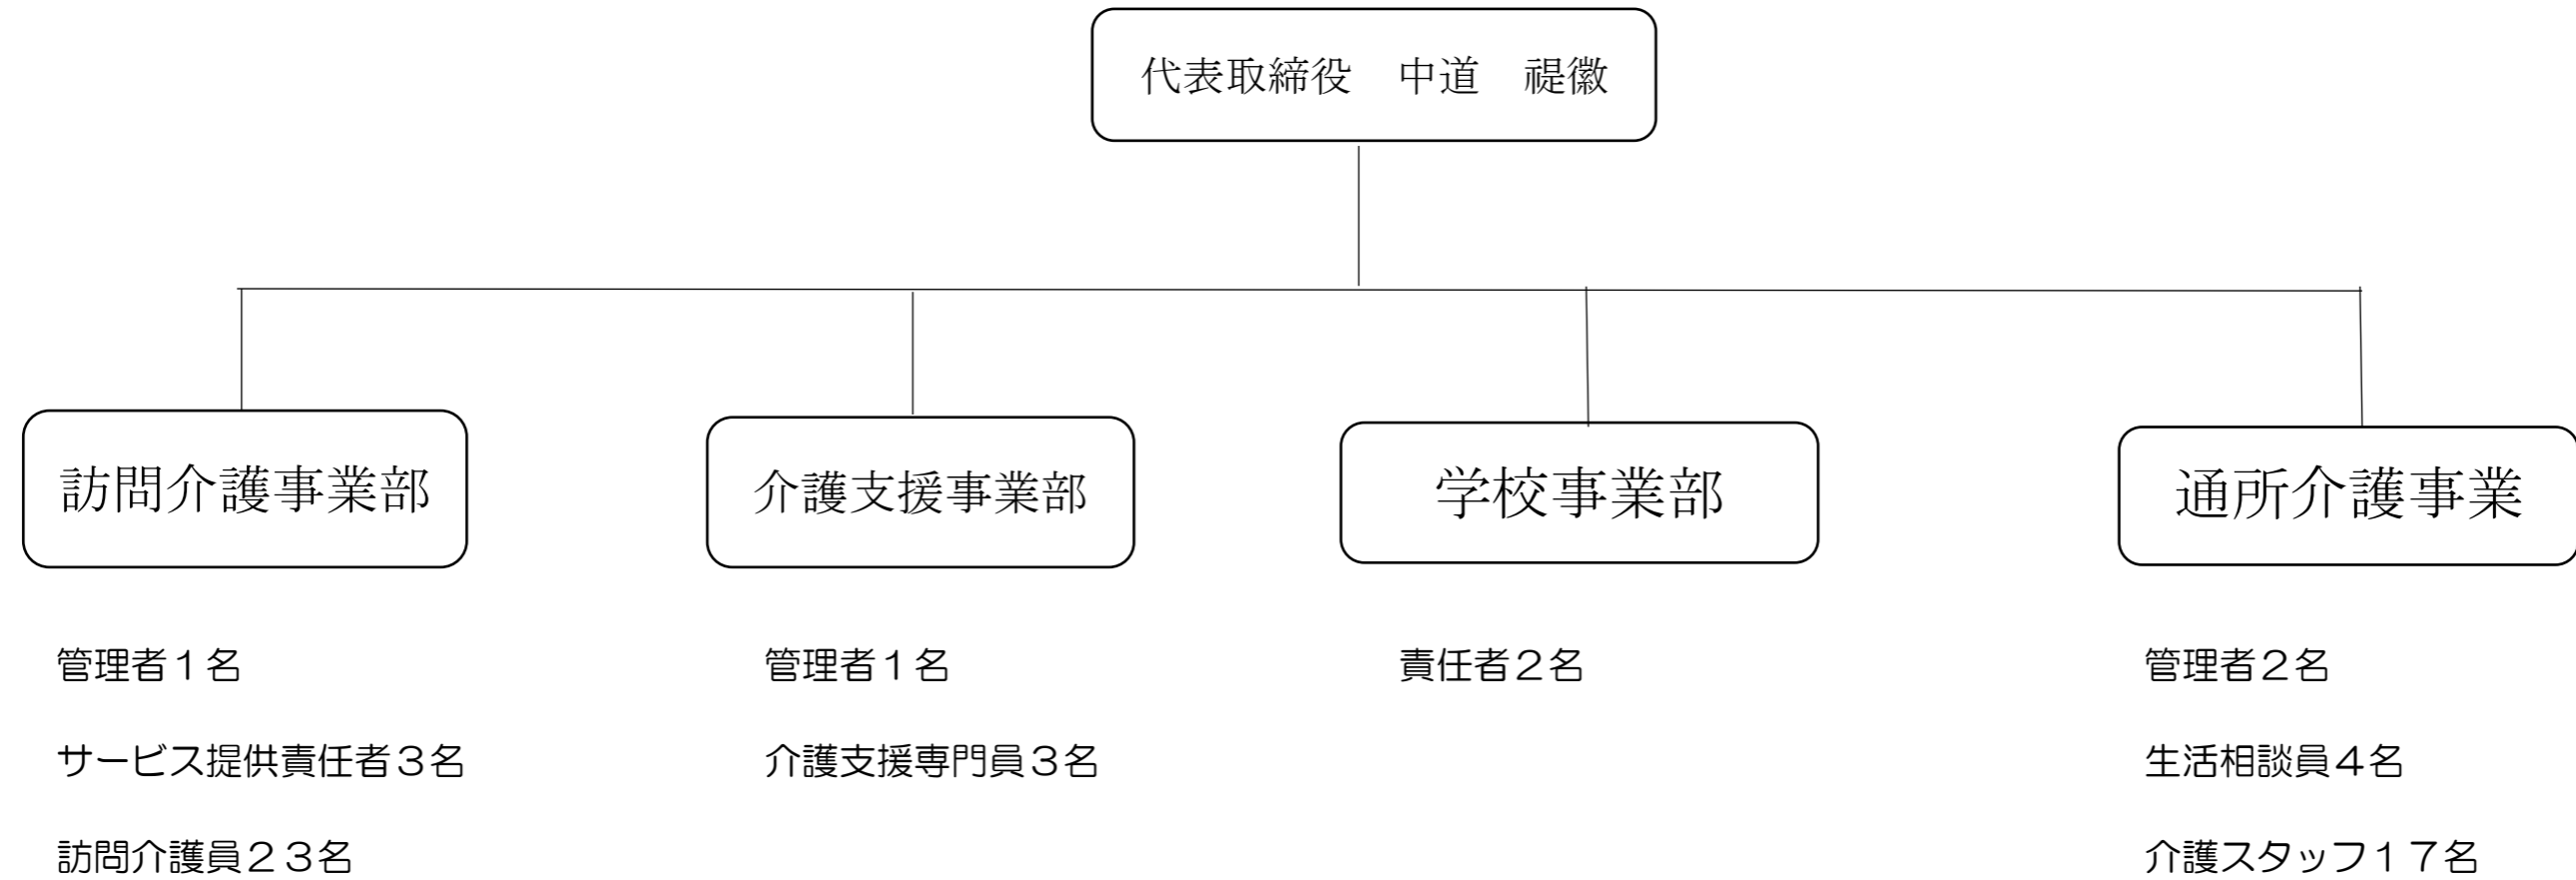 代表取締役　中道　禔徽
訪問介護事業部
介護支援事業部
学校事業部
通所介護事業
管理者１名
サービス提供責任者３名
訪問介護員２３名
管理者１名
介護支援専門員３名
責任者２名
管理者２名
生活相談員４名
介護スタッフ１７名